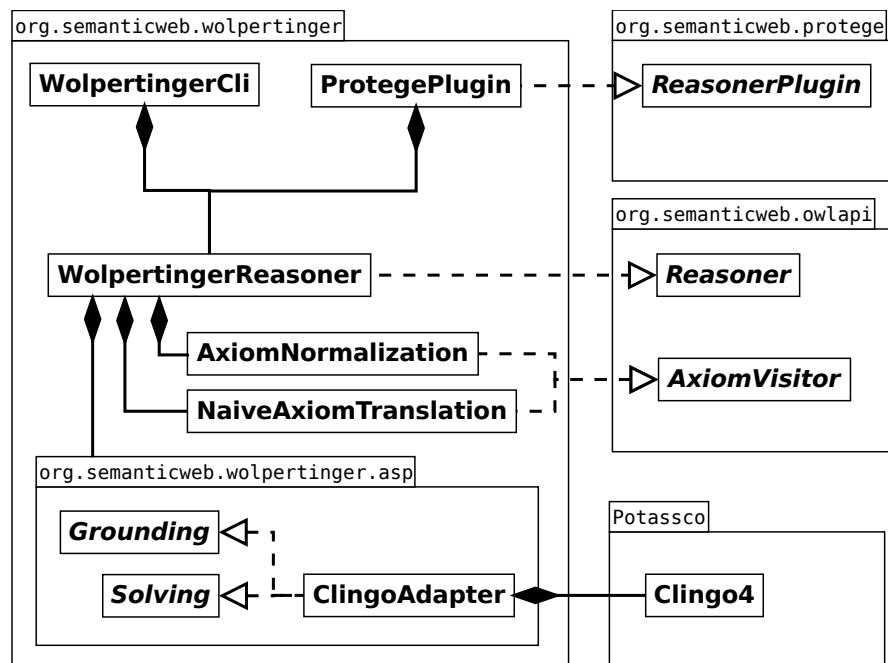 org.semanticweb.wolpertinger
org.semanticweb.protege
WolpertingerCli
ProtegePlugin
ReasonerPlugin
org.semanticweb.owlapi
WolpertingerReasoner
Reasoner
AxiomNormalization
AxiomVisitor
NaiveAxiomTranslation
org.semanticweb.wolpertinger.asp
Potassco
Grounding
Solving
ClingoAdapter
Clingo4